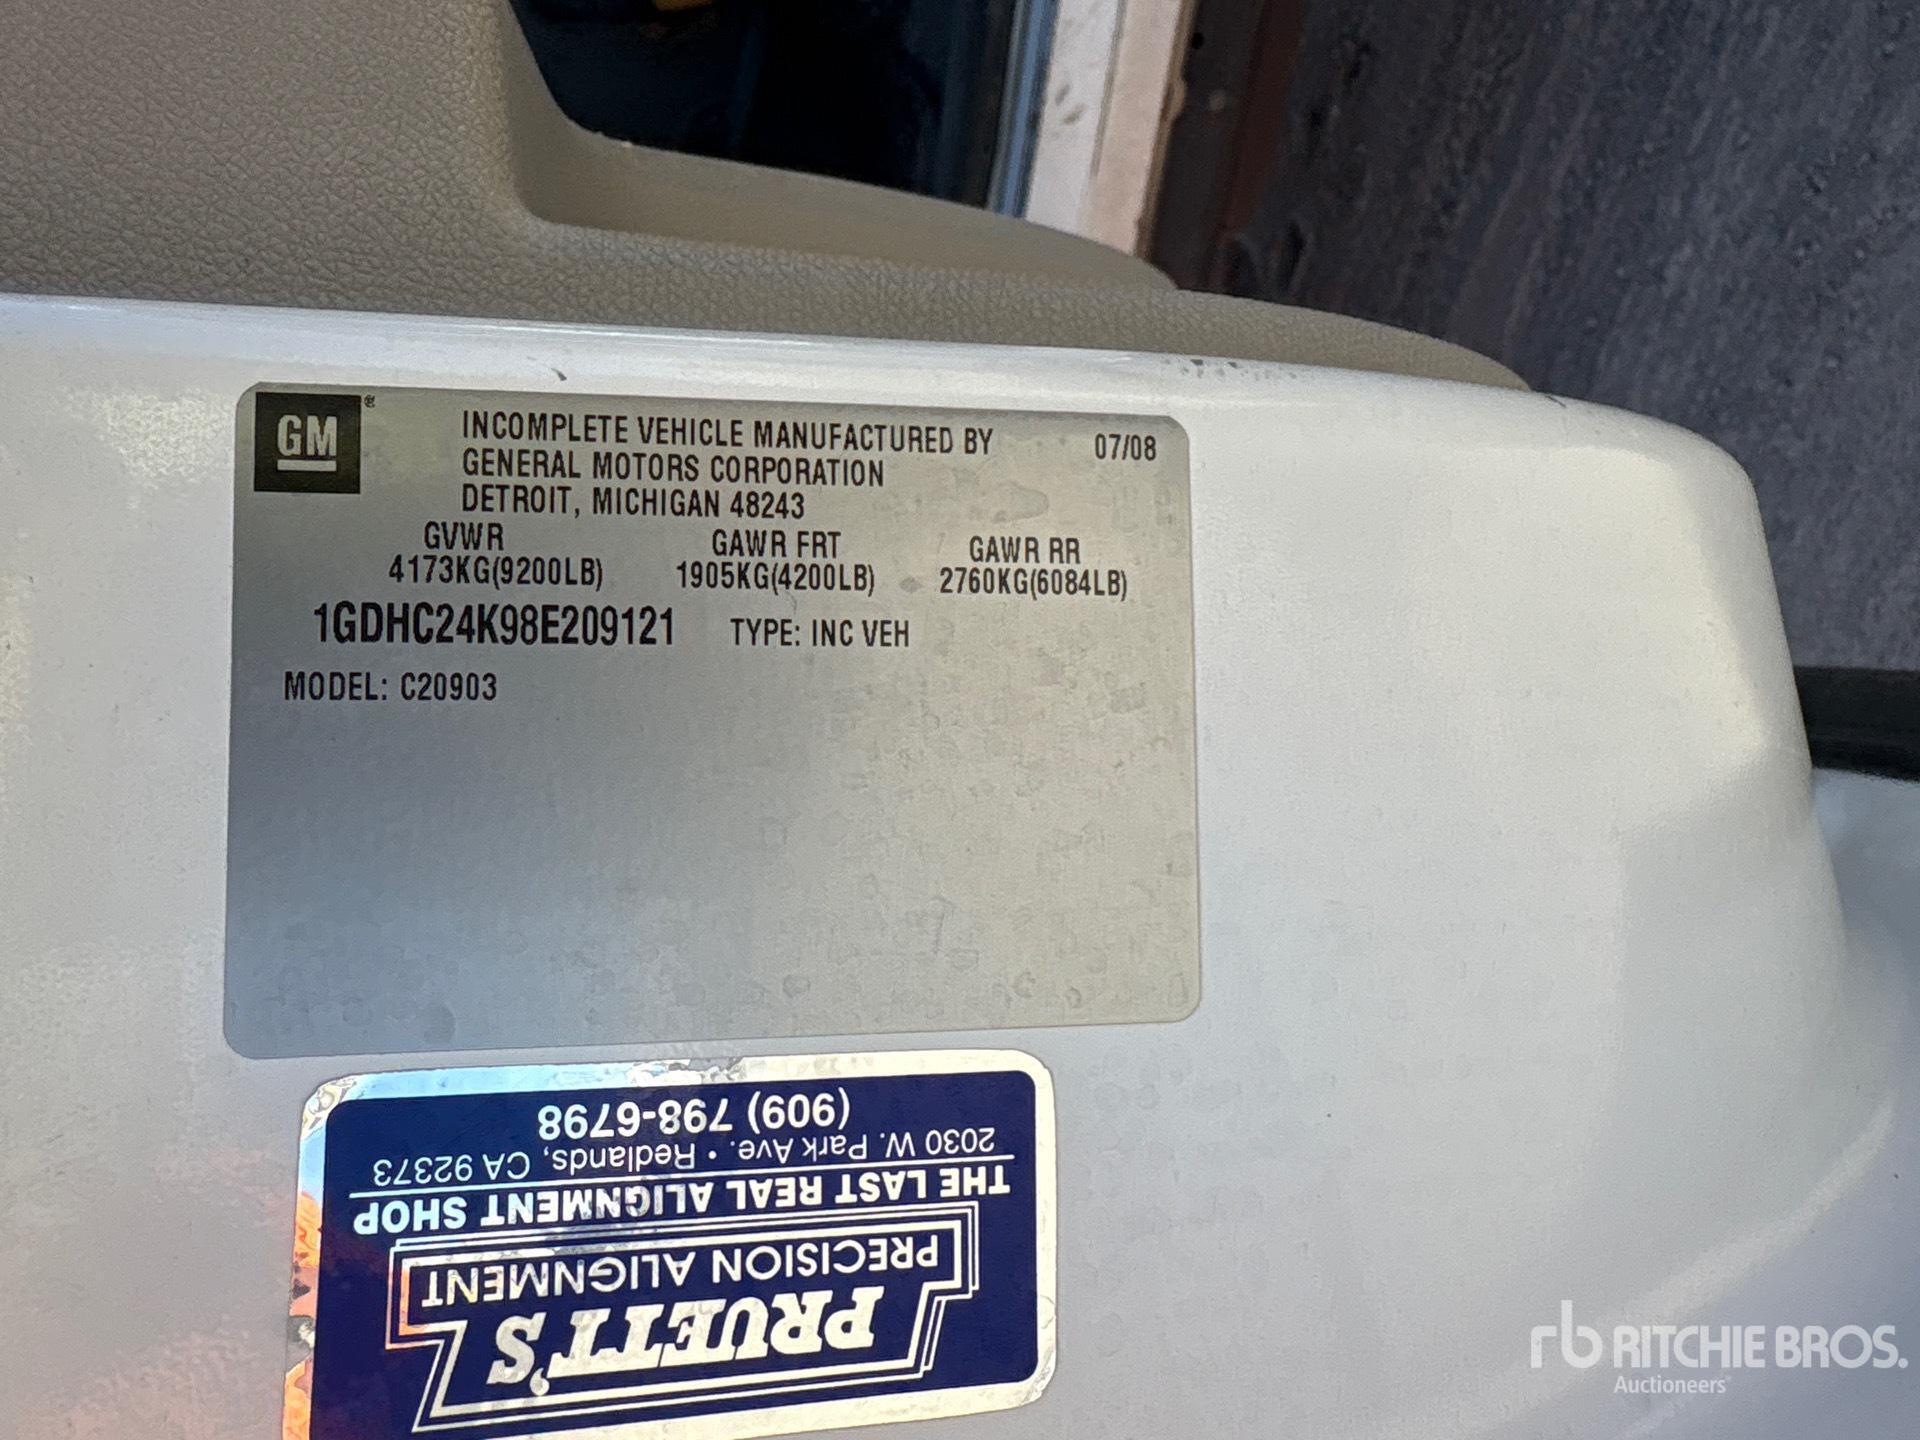 GM®
INCOMPLETE VEHICLE MANUFACTURED BY 07/08
GENERAL MOTORS CORPORATION
DETROIT, MICHIGAN 48243
GVWR GAWR FRT GAWR RR
4173KG(9200LB) 1905KG(4200LB) 2760KG(6084LB)
1GDHC24K98E209121 TYPE: INC VEH
MODEL: C20903
PRUETT'S
PRECISION ALIGNMENT
THE LAST REAL ALIGNMENT SHOP
2030 W. Park Ave. • Redlands, CA 92373
(909) 798-6798
rb RITCHIE BROS.
Auctioneers